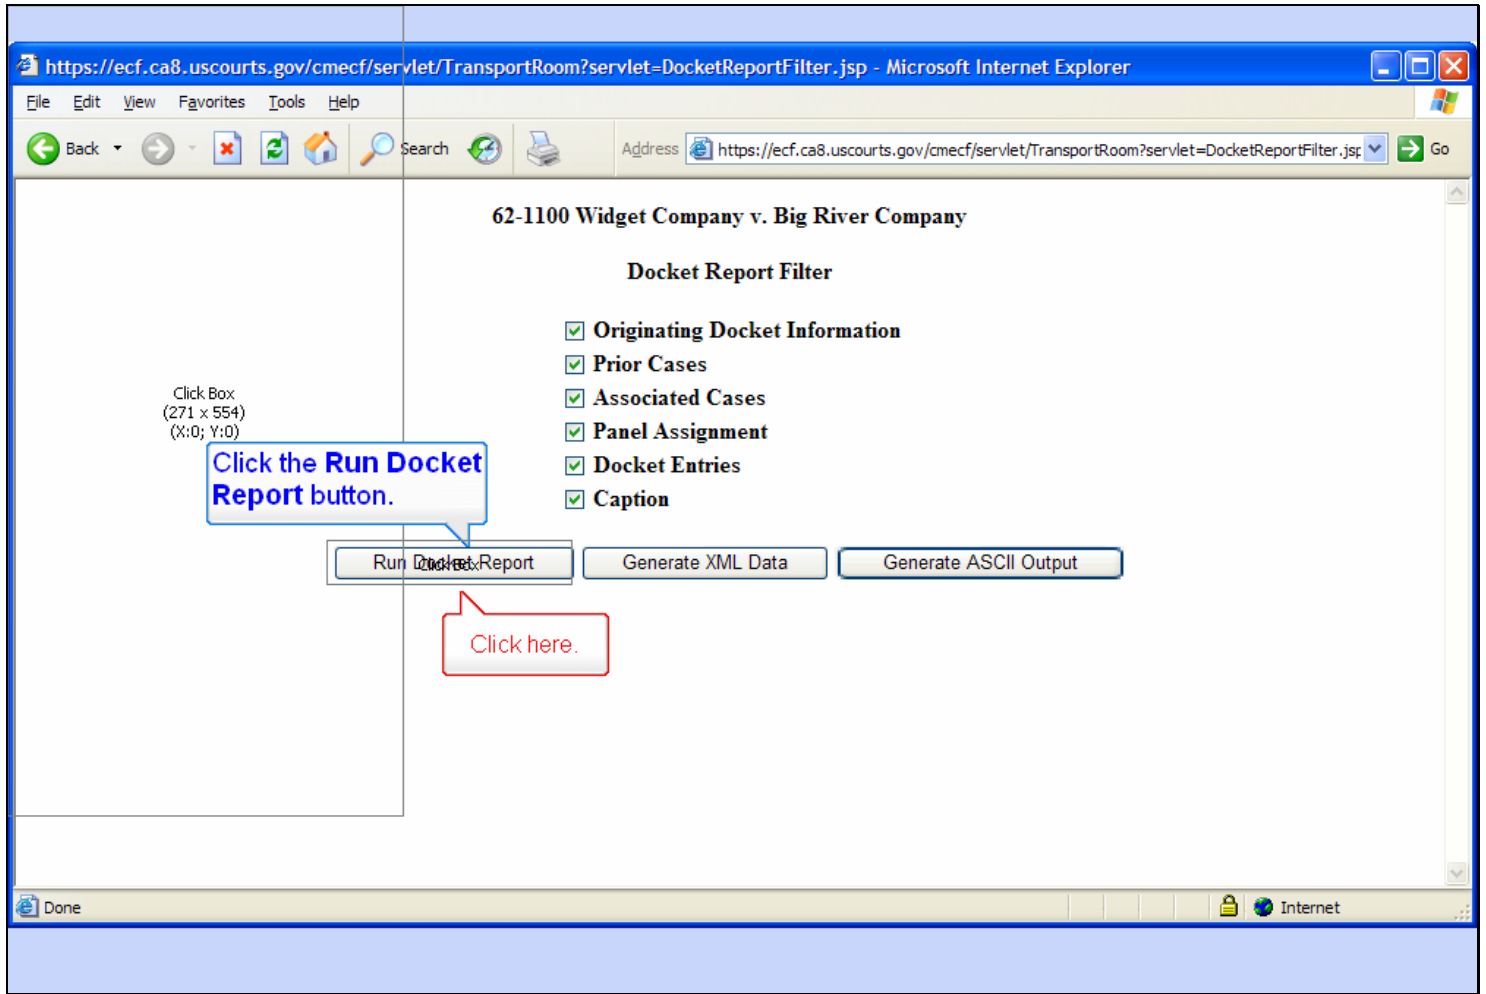 https://ecf.ca8.uscourts.gov/cmecf/servlet/TransportRoom?servlet=DocketReportFilter.jsp - Microsoft Internet Explorer
File Edit View Favorites Tools Help
Back Search Address https://ecf.ca8.uscourts.gov/cmecf/servlet/TransportRoom?servlet=DocketReportFilter.jsp Go
62-1100 Widget Company v. Big River Company
Docket Report Filter
Originating Docket Information
Prior Cases
Associated Cases
Panel Assignment
Docket Entries
Caption
Click Box
(271 x 554)
(X:0; Y:0)
Click the Run Docket
Report button.
Run Docket Report Generate XML Data Generate ASCII Output
Click Box
Click here.
Done Internet